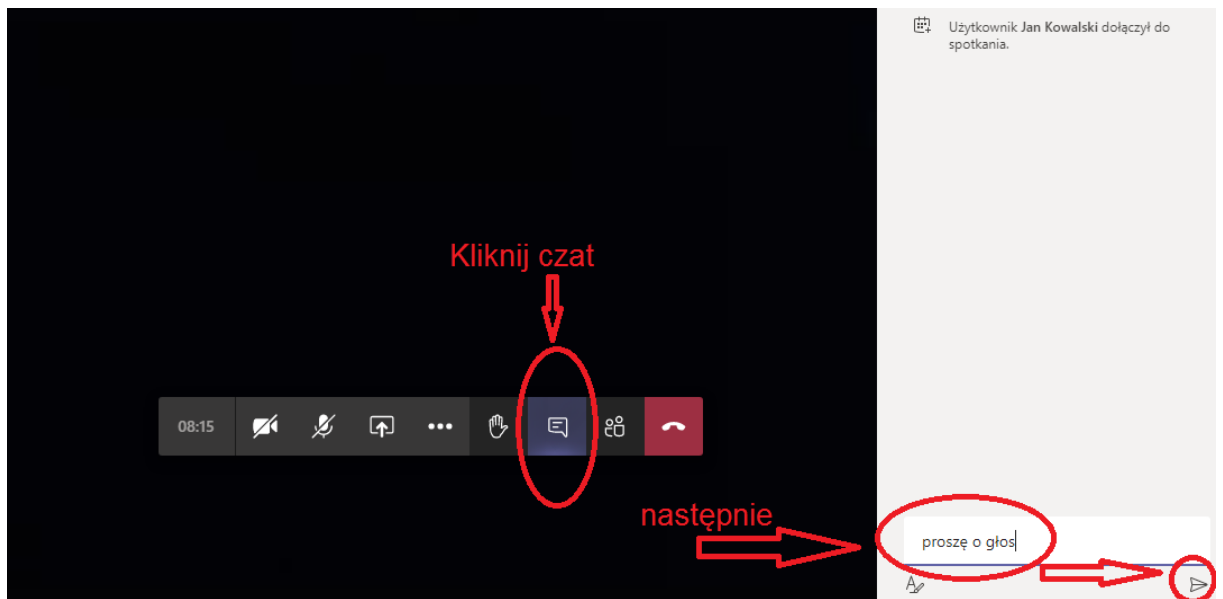 Użytkownik Jan Kowalski dołączył do
spotkania.
Kliknij czat
08:15
następnie
proszę o głos